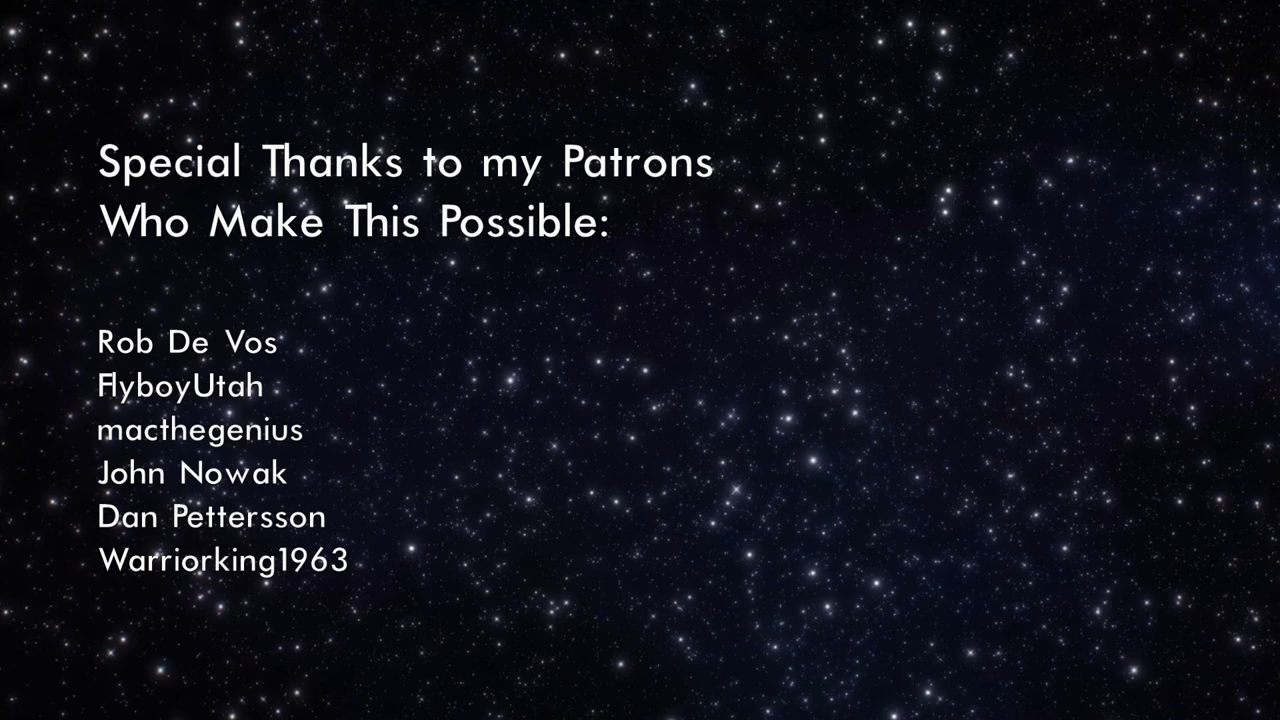 Special Thanks to my Patrons
Who Make This Possible:
Rob De Vos
FlyboyUtah
macthegenius
John Nowak
Dan Pettersson
Warriorking1963